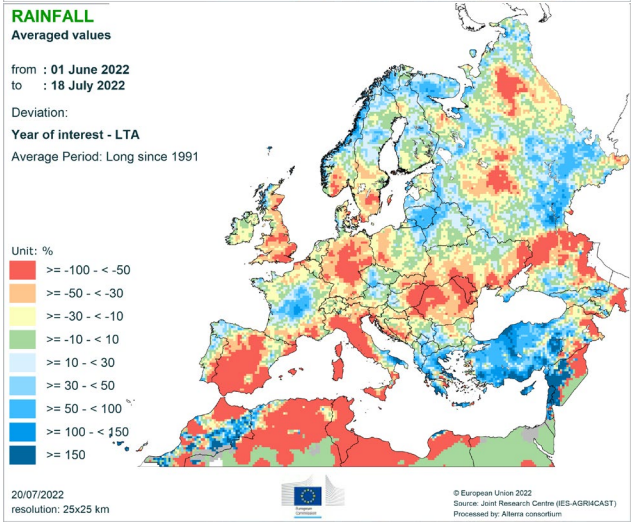 RAINFALL
Averaged values
from : 01 June 2022
to : 18 July 2022
Deviation:
Year of interest - LTA
Average Period: Long since 1991
Unit: %
>= -100 - < -50
>= -50 - < -30
>= -30 - < -10
>= -10 - < 10
>= 10 - < 30
>= 30 - < 50
>= 50 - < 100
>= 100 - < 150
>= 150
20/07/2022
resolution: 25x25 km
European
Commission
© European Union 2022
Source: Joint Research Centre (IES-AGRI4CAST)
Processed by: Alterra consortium